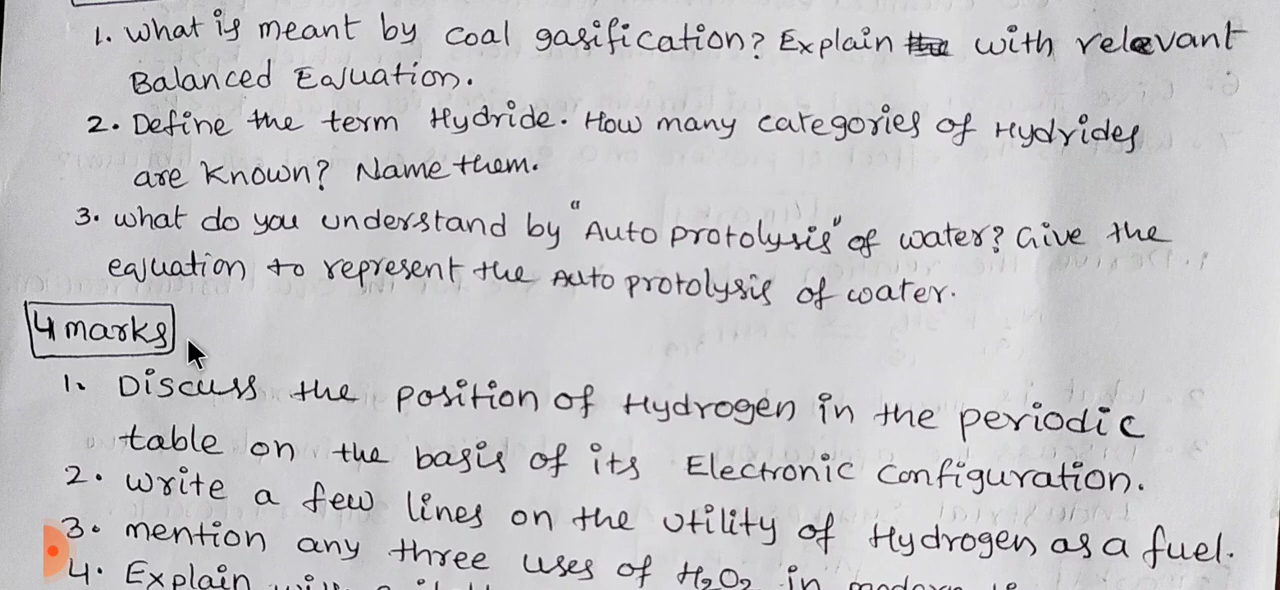 1. What is meant by coal gasification? Explain with relevant
Balanced Equation.
2. Define the term Hydride. How many categories of Hydrides
are Known? Name them.
3. what do you understand by "Auto protolysis" of water? Give the
equation to represent the Auto protolysis of water.
4 marks
1. Discuss the position of Hydrogen in the periodic
table on the basis of its Electronic configuration.
2. write a few lines on the utility of Hydrogen as a fuel.
3. mention any three uses of H₂O₂ in modern
4. Explain